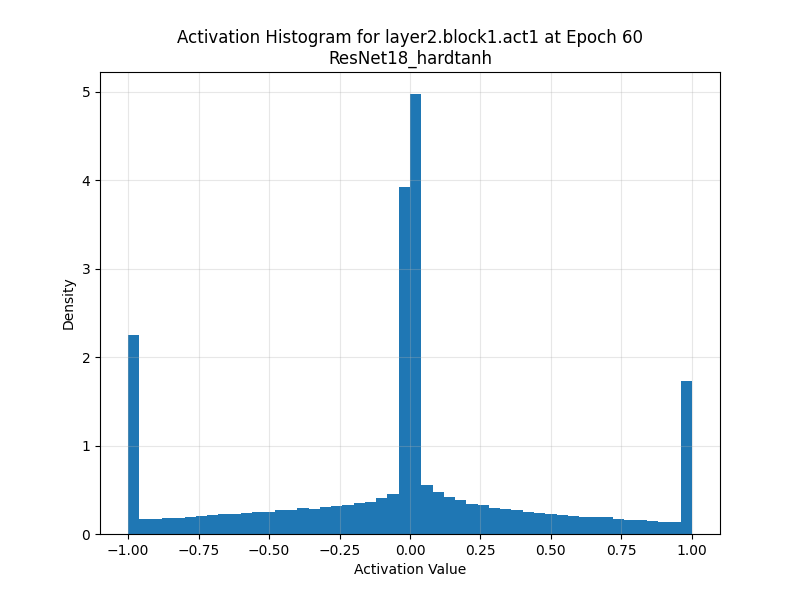 Activation Histogram for layer2.block1.act1 at Epoch 60
ResNet18_hardtanh
5
4
3
2
1
0
Density
−1.00 −0.75 −0.50 −0.25 0.00 0.25 0.50 0.75 1.00
Activation Value